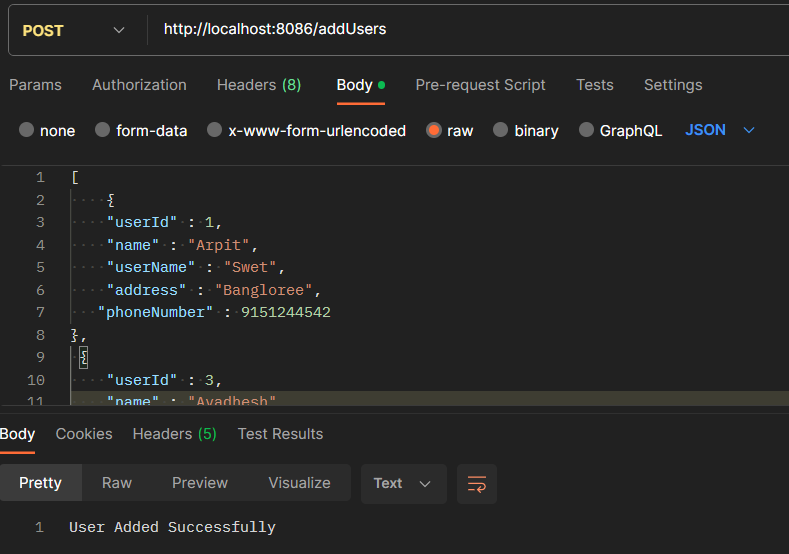 POST http://localhost:8086/addUsers
Params Authorization Headers (8) Body Pre-request Script Tests Settings
none form-data x-www-form-urlencoded raw binary GraphQL JSON
1 [
2 {
3 "userId" : 1,
4 "name" : "Arpit",
5 "userName" : "Swet",
6 "address" : "Bangloree",
7 "phoneNumber" : 9151244542
8 },
9 {
10 "userId" : 3,
11 "name" : "Avadhesh"
Body Cookies Headers (5) Test Results
Pretty Raw Preview Visualize Text
1 User Added Successfully